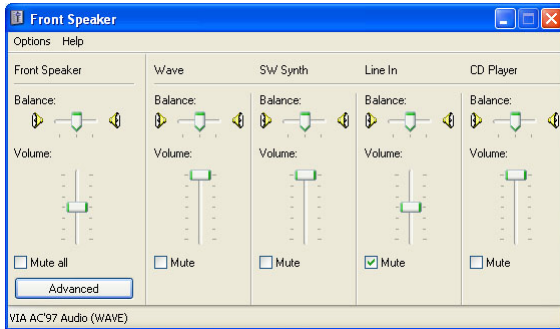 Front Speaker
Options Help
Front Speaker Wave SW Synth Line In CD Player
Balance: Balance: Balance: Balance: Balance:
Volume: Volume: Volume: Volume: Volume:
Mute all Mute Mute Mute Mute
Advanced
VIA AC'97 Audio (WAVE)